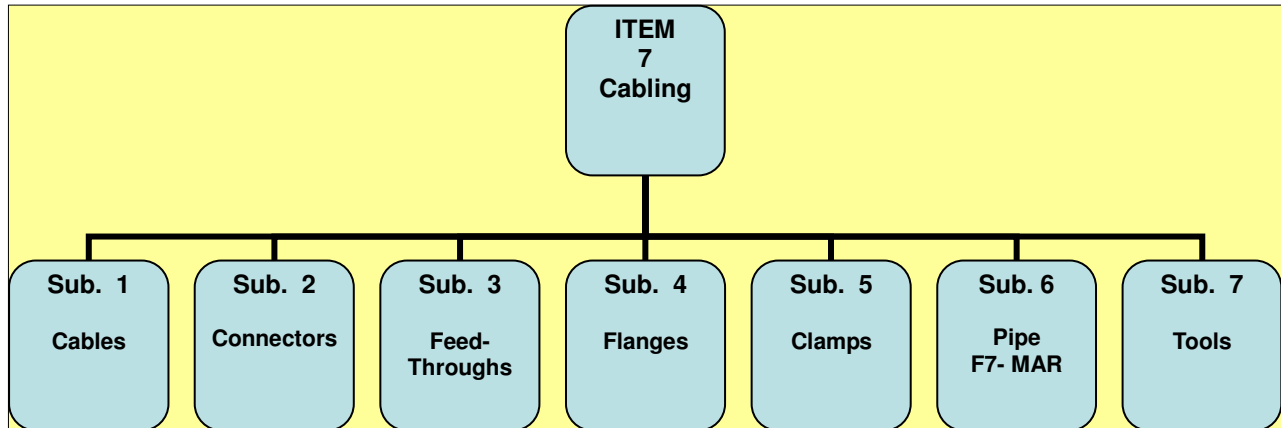 ITEM
7
Cabling
Sub. 1
Cables
Sub. 2
Connectors
Sub. 3
Feed-
Throughs
Sub. 4
Flanges
Sub. 5
Clamps
Sub. 6
Pipe
F7- MAR
Sub. 7
Tools